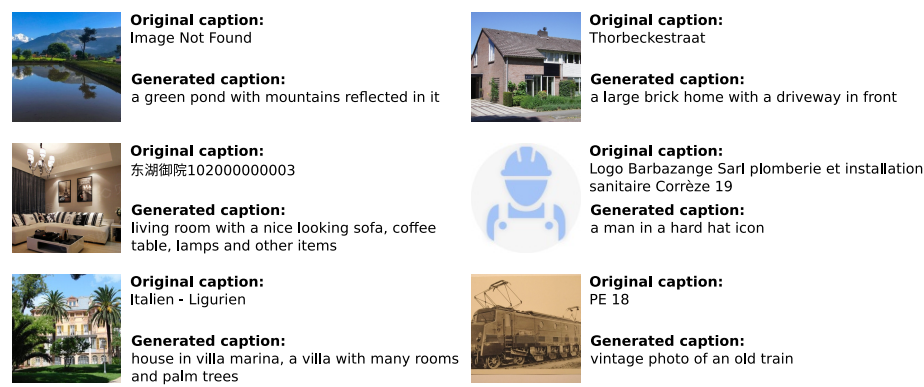 Original caption:
Image Not Found
Generated caption:
a green pond with mountains reflected in it
Original caption:
Thorbeckestraat
Generated caption:
a large brick home with a driveway in front
Original caption:
东湖御院102000000003
Generated caption:
living room with a nice looking sofa, coffee
table, lamps and other items
Original caption:
Logo Barbazange Sarl plomberie et installation
sanitaire Corrèze 19
Generated caption:
a man in a hard hat icon
Original caption:
Italien - Ligurien
Generated caption:
house in villa marina, a villa with many rooms
and palm trees
Original caption:
PE 18
Generated caption:
vintage photo of an old train